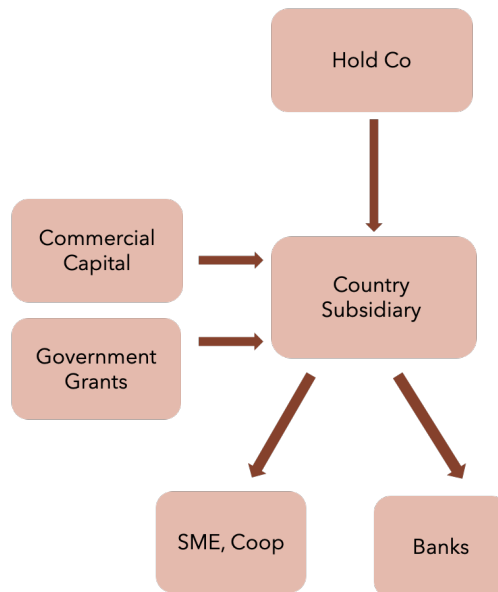 Hold Co
Commercial
Capital
Country
Subsidiary
Government
Grants
SME, Coop
Banks